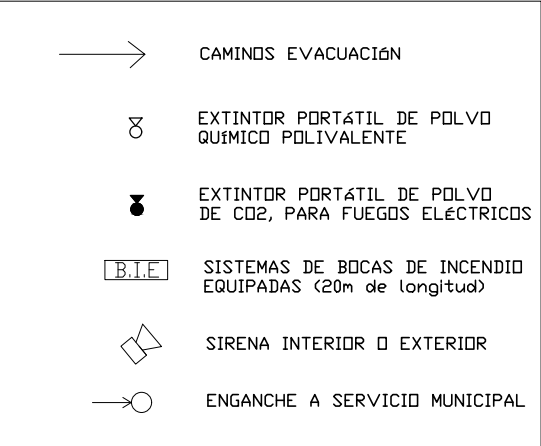 CAMINOS EVACUACIóN
EXTINTOR PORTáTIL DE POLVO
QUíMICO POLIVALENTE
EXTINTOR PORTáTIL DE POLVO
DE CO2, PARA FUEGOS ELéCTRICOS
B.I.E
SISTEMAS DE BOCAS DE INCENDIO
EQUIPADAS (20m de longitud)
SIRENA INTERIOR O EXTERIOR
ENGANCHE A SERVICIO MUNICIPAL